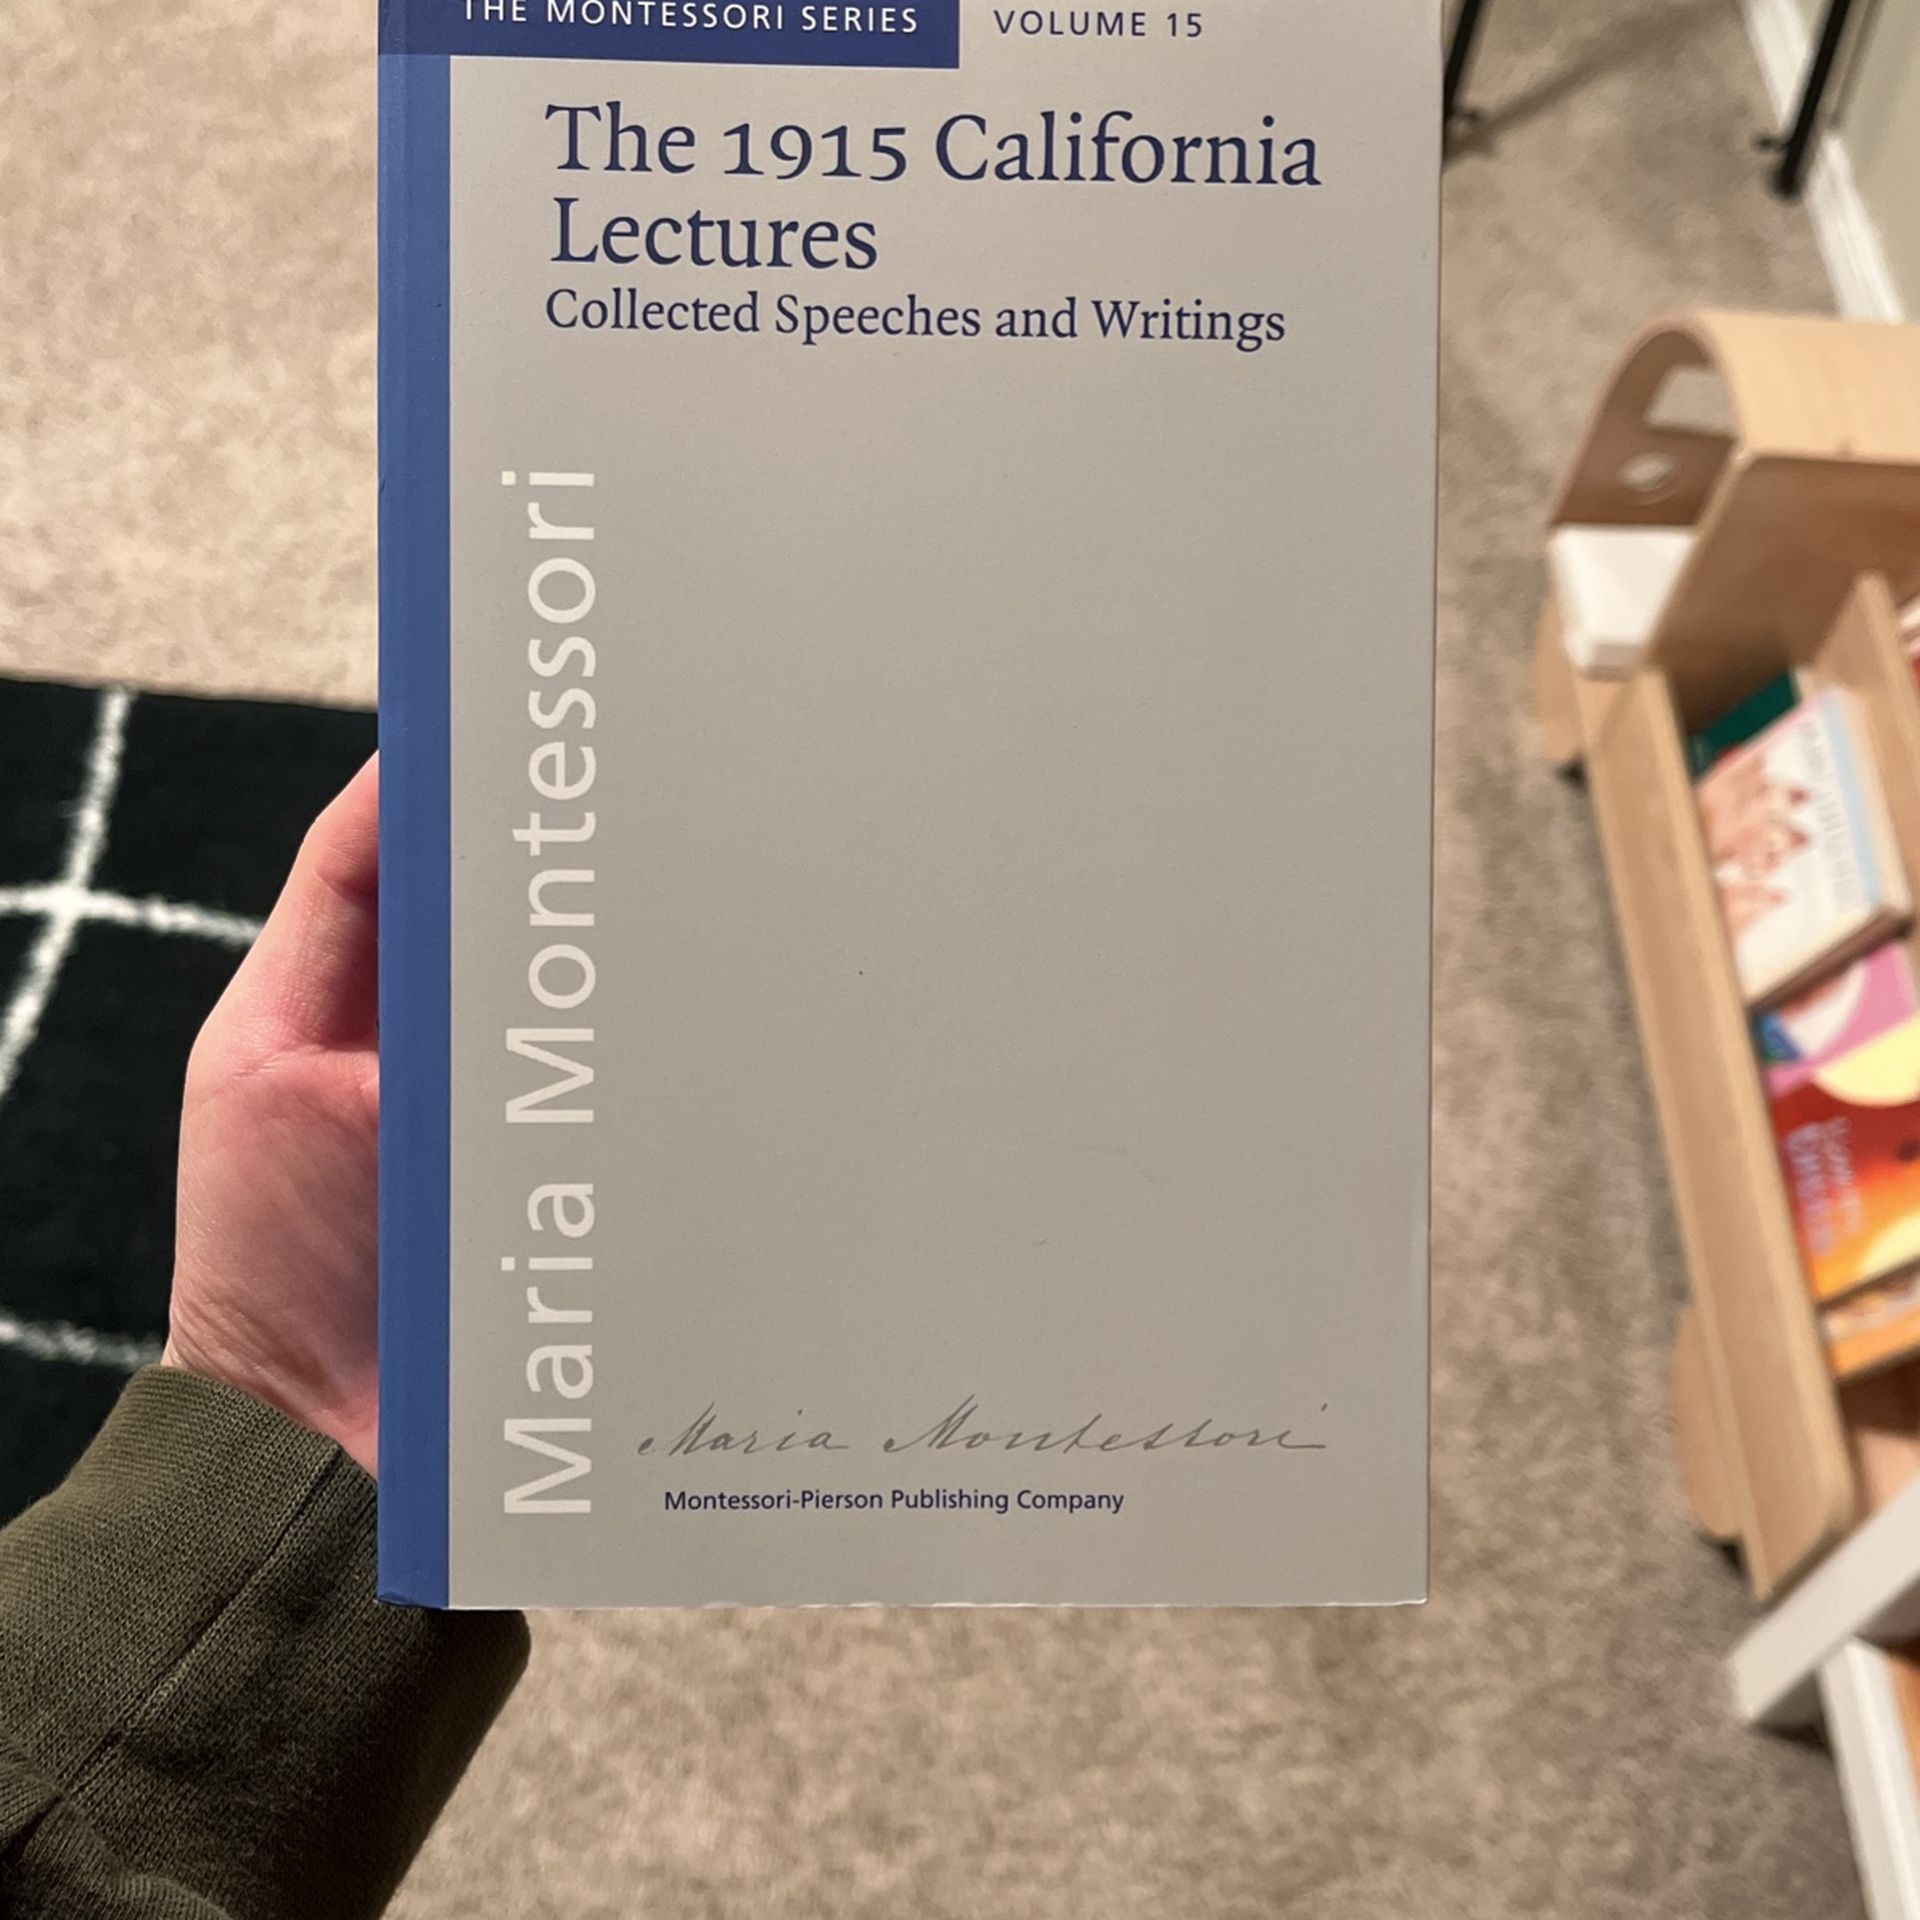 THE MONTESSORI SERIES
VOLUME 15
The 1915 California
Lectures
Collected Speeches and Writings
Maria Montessori
Maria Montessori
Montessori-Pierson Publishing Company